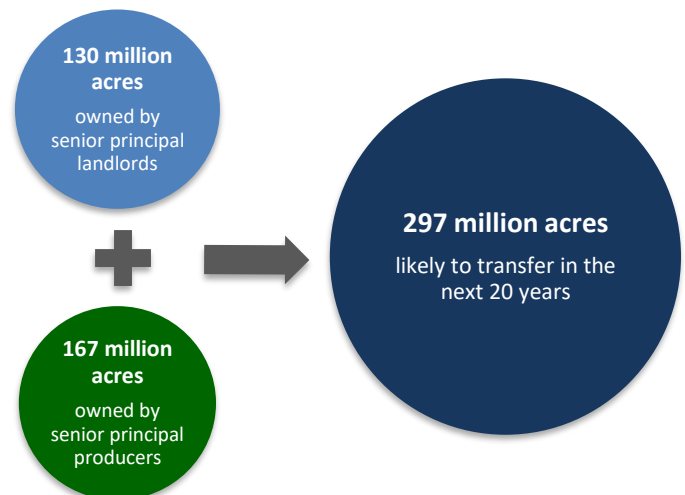 130 million
acres
owned by
senior principal
landlords
167 million
acres
owned by
senior principal
producers
297 million acres
likely to transfer in the
next 20 years